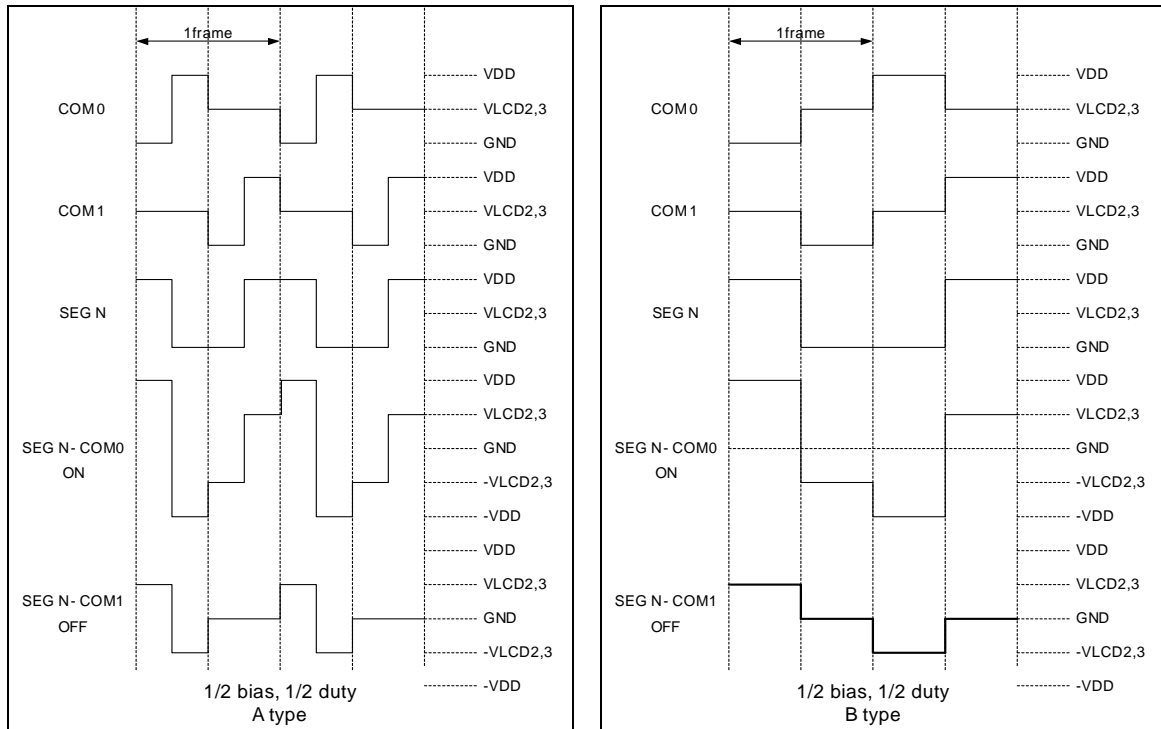 1frame
COM0
VDD
VLCD2,3
GND
COM1
VDD
VLCD2,3
GND
SEG N
VDD
VLCD2,3
GND
SEG N- COM0
ON
VDD
VLCD2,3
GND
-VLCD2,3
-VDD
SEG N- COM1
OFF
VDD
VLCD2,3
GND
-VLCD2,3
-VDD
1/2 bias, 1/2 duty
A type
1frame
COM0
VDD
VLCD2,3
GND
COM1
VDD
VLCD2,3
GND
SEG N
VDD
VLCD2,3
GND
SEG N- COM0
ON
VDD
VLCD2,3
GND
-VLCD2,3
-VDD
SEG N- COM1
OFF
VDD
VLCD2,3
GND
-VLCD2,3
-VDD
1/2 bias, 1/2 duty
B type